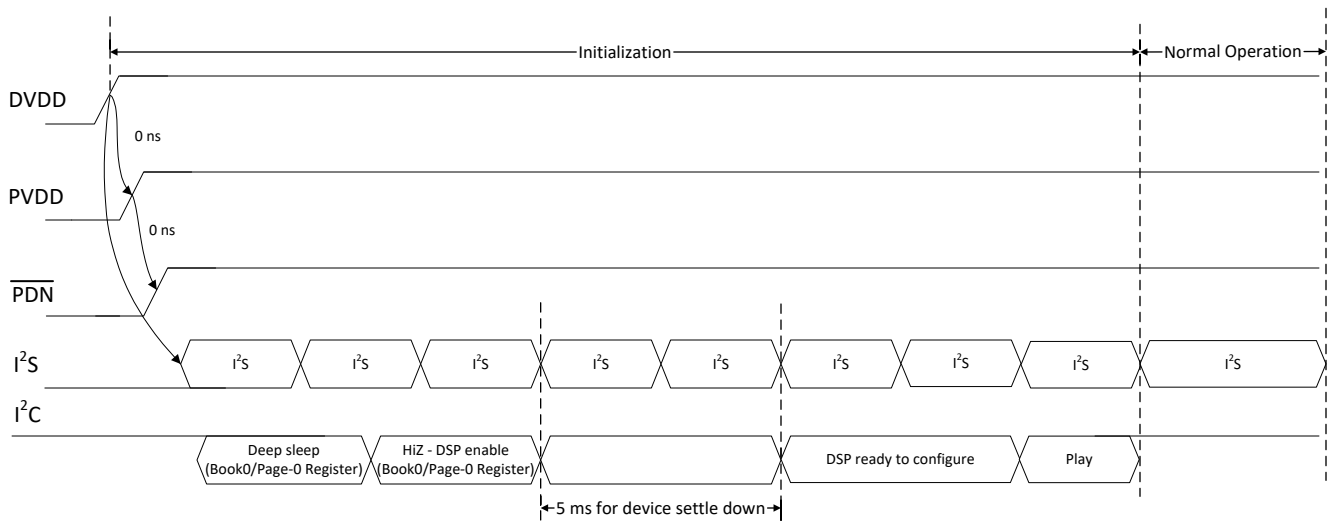 Initialization
Normal Operation
DVDD
0 ns
PVDD
0 ns
PDN
I²S
I²S I²S I²S I²S I²S I²S I²S I²S I²S
I²C
Deep sleep
(Book0/Page-0 Register)
HiZ - DSP enable
(Book0/Page-0 Register)
DSP ready to configure
Play
5 ms for device settle down